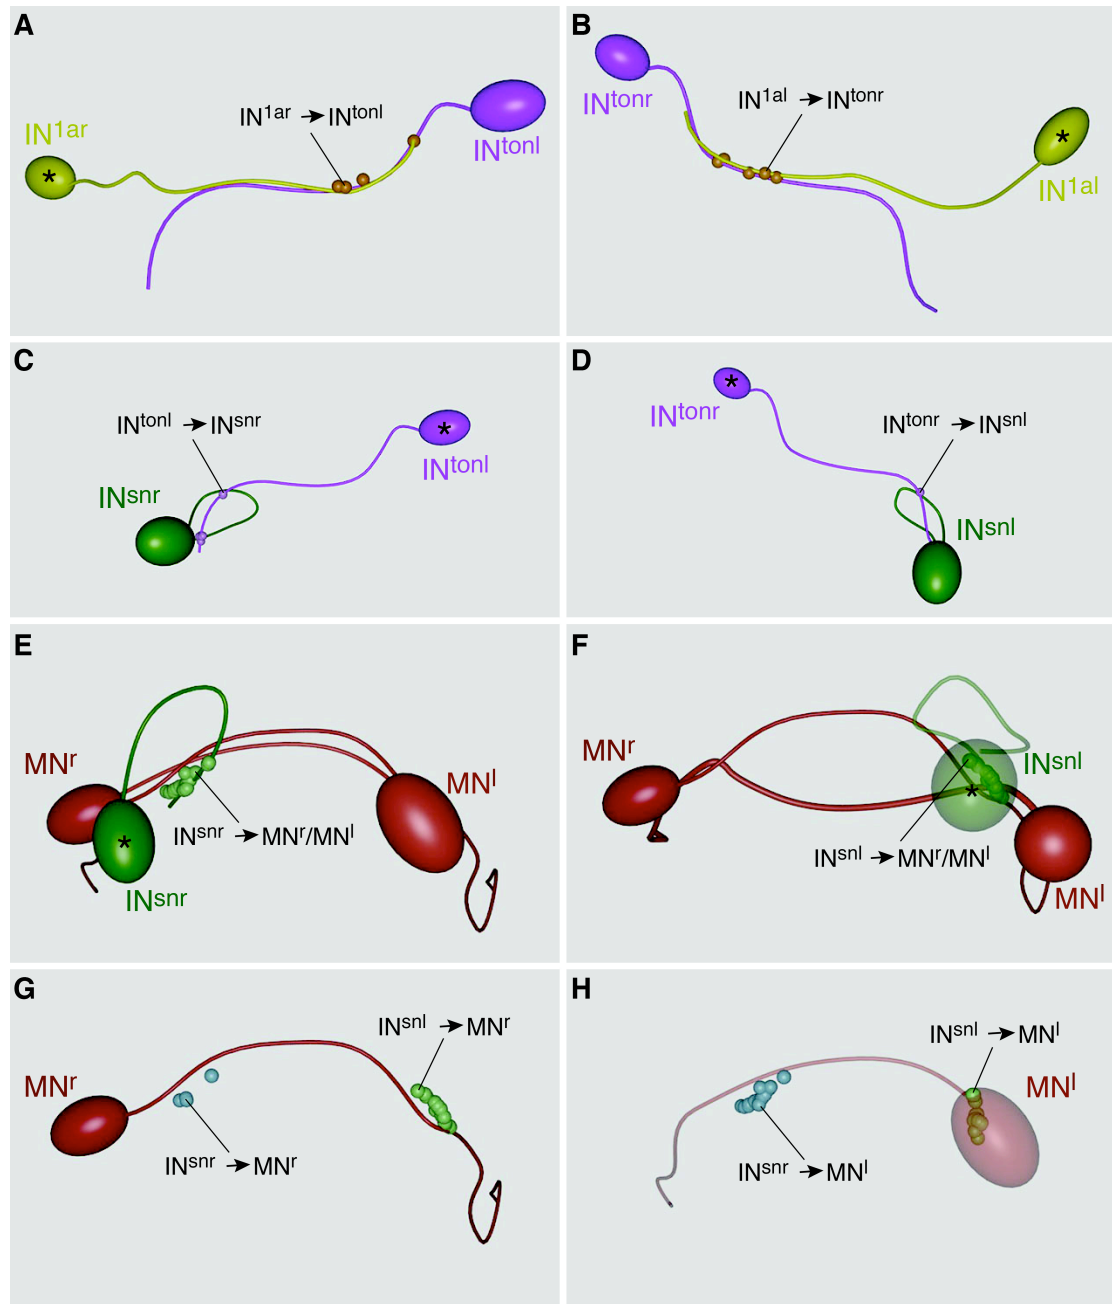 A
IN1ar → INtonl
IN1ar
*
INtonl
B
INtonr
IN1al → INtonr
*
IN1al
C
INtonl → INsnr
*
INtonl
INsnr
D
*
INtonr
INtonr → INsnl
INsnl
E
MNr
MNl
INsnr → MNr/MNl
*
INsnr
F
MNr
INsnl
*
INsnl → MNr/MNl
MNl
G
INsnl → MNr
MNr
INsnr → MNr
H
INsnl → MNl
MNl
INsnr → MNl